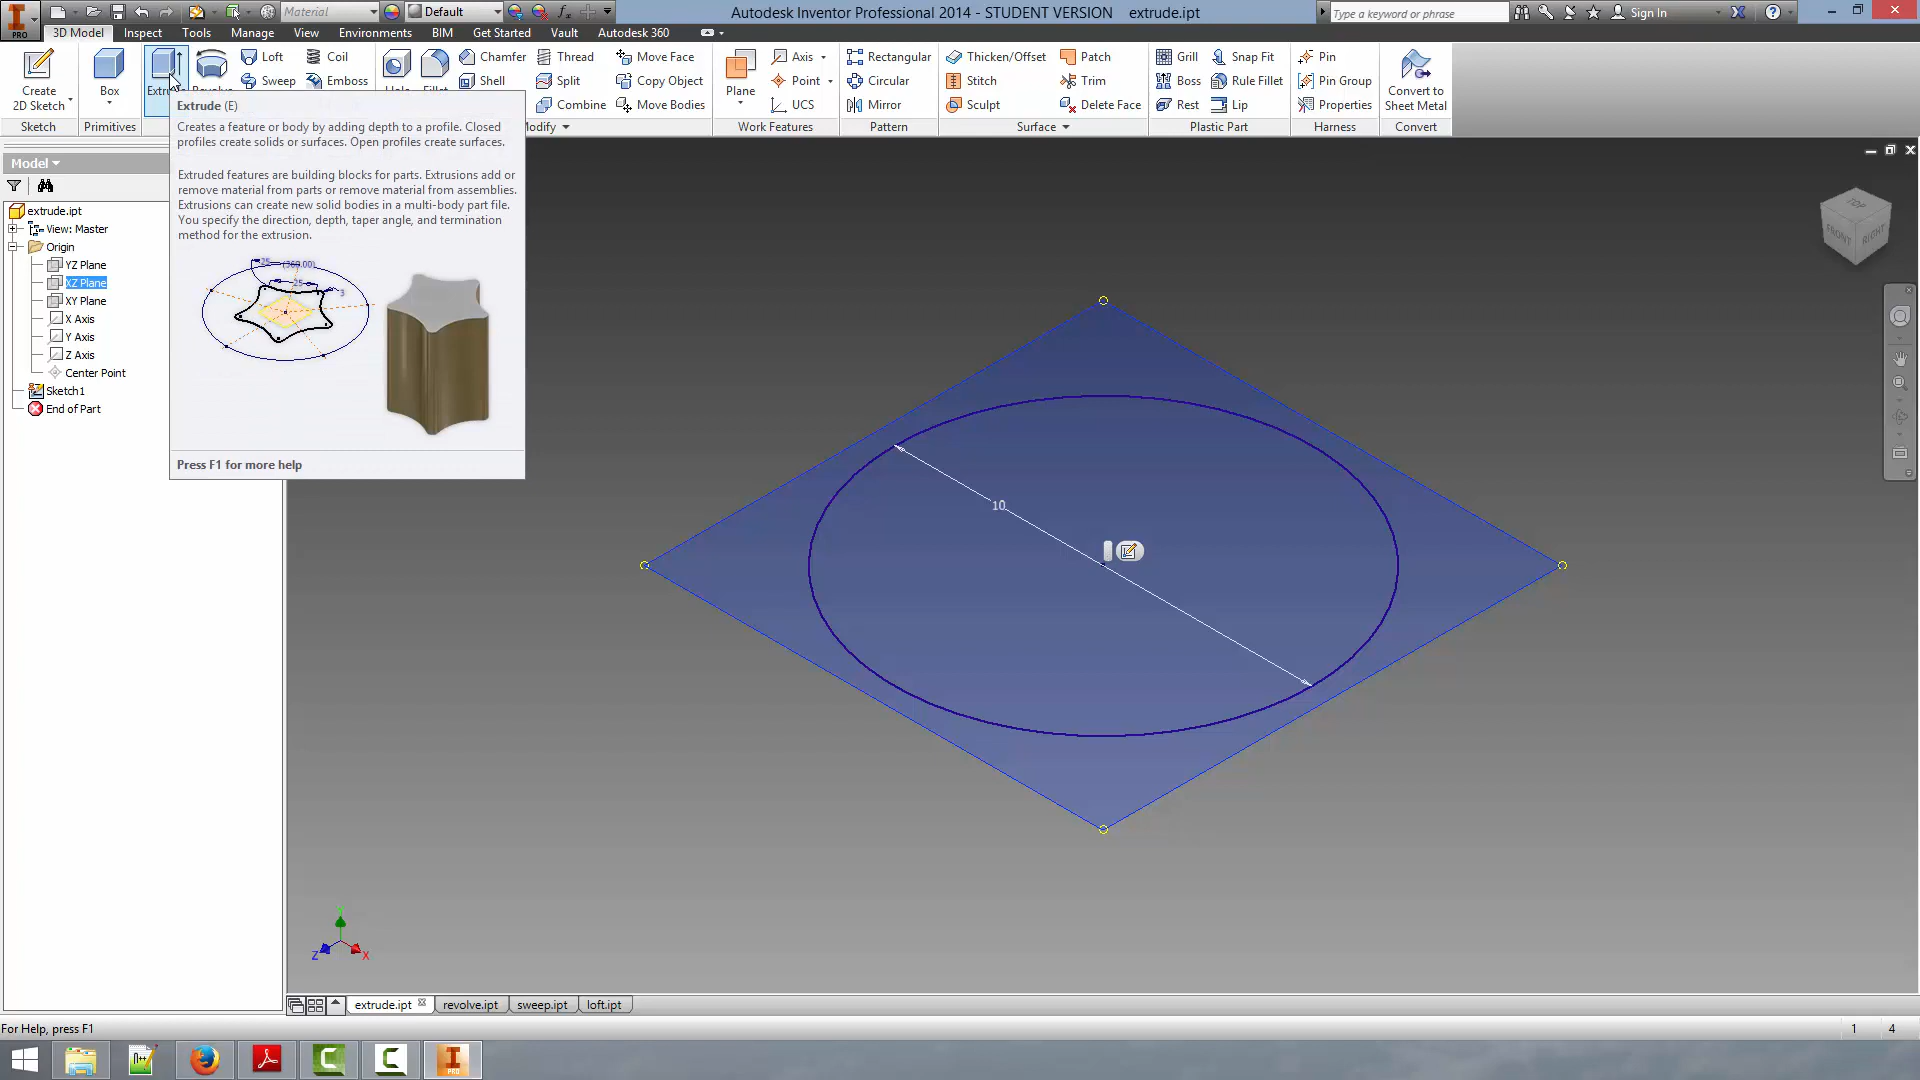 Material
Default
Autodesk Inventor Professional 2014 - STUDENT VERSION extrude.ipt
Type a keyword or phrase
Sign In
PRO
3D Model Inspect Tools Manage View Environments BIM Get Started Vault Autodesk 360
Create
2D Sketch
Box
Loft
Sweep
Coil
Emboss
Chamfer
Shell
Thread
Split
Combine
Move Face
Copy Object
Move Bodies
Plane
Axis
Point
UCS
Rectangular
Circular
Mirror
Thicken/Offset
Stitch
Sculpt
Patch
Trim
Delete Face
Grill
Boss
Rest
Snap Fit
Rule Fillet
Lip
Pin
Pin Group
Properties
Convert to
Sheet Metal
Sketch Primitives Work Features Pattern Surface Plastic Part Harness Convert
Extrude (E)
Creates a feature or body by adding depth to a profile. Closed
profiles create solids or surfaces. Open profiles create surfaces.
Extruded features are building blocks for parts. Extrusions add or
remove material from parts or remove material from assemblies.
Extrusions can create new solid bodies in a multi-body part file.
You specify the direction, depth, taper angle, and termination
method for the extrusion.
25 (360.00)
.25
3
Press F1 for more help
Model
extrude.ipt
View: Master
Origin
YZ Plane
XZ Plane
XY Plane
X Axis
Y Axis
Z Axis
Center Point
Sketch1
End of Part
TOP
FRONT
RIGHT
10
Z
X
extrude.ipt revolve.ipt sweep.ipt loft.ipt
For Help, press F1
1 4
PRO